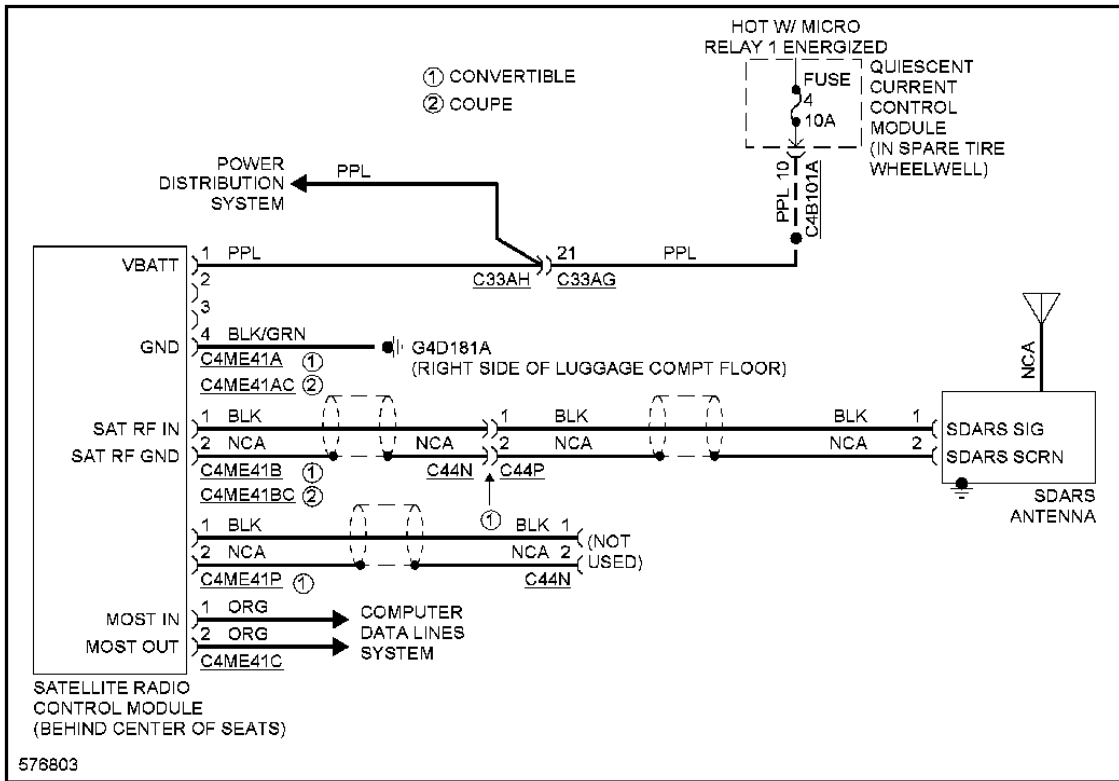 HOT W/ MICRO
RELAY 1 ENERGIZED
① CONVERTIBLE
② COUPE
FUSE
4
10A
QUIESCENT
CURRENT
CONTROL
MODULE
(IN SPARE TIRE
WHEELWELL)
PPL 10
C4B101A
POWER
DISTRIBUTION
SYSTEM
PPL
VBATT
1 PPL
21
PPL
C33AH
C33AG
2
3
4 BLK/GRN
GND
C4ME41A ①
C4ME41AC ②
G4D181A
(RIGHT SIDE OF LUGGAGE COMPT FLOOR)
NCA
SAT RF IN
1 BLK
1 BLK
BLK 1
SDARS SIG
SAT RF GND
2 NCA
NCA
2 NCA
NCA 2
SDARS SCRN
C4ME41B ①
C4ME41BC ②
C44N
C44P
①
SDARS
ANTENNA
1 BLK
BLK 1
2 NCA
NCA 2
(NOT
USED)
C4ME41P ①
C44N
MOST IN
1 ORG
MOST OUT
2 ORG
C4ME41C
COMPUTER
DATA LINES
SYSTEM
SATELLITE RADIO
CONTROL MODULE
(BEHIND CENTER OF SEATS)
576803